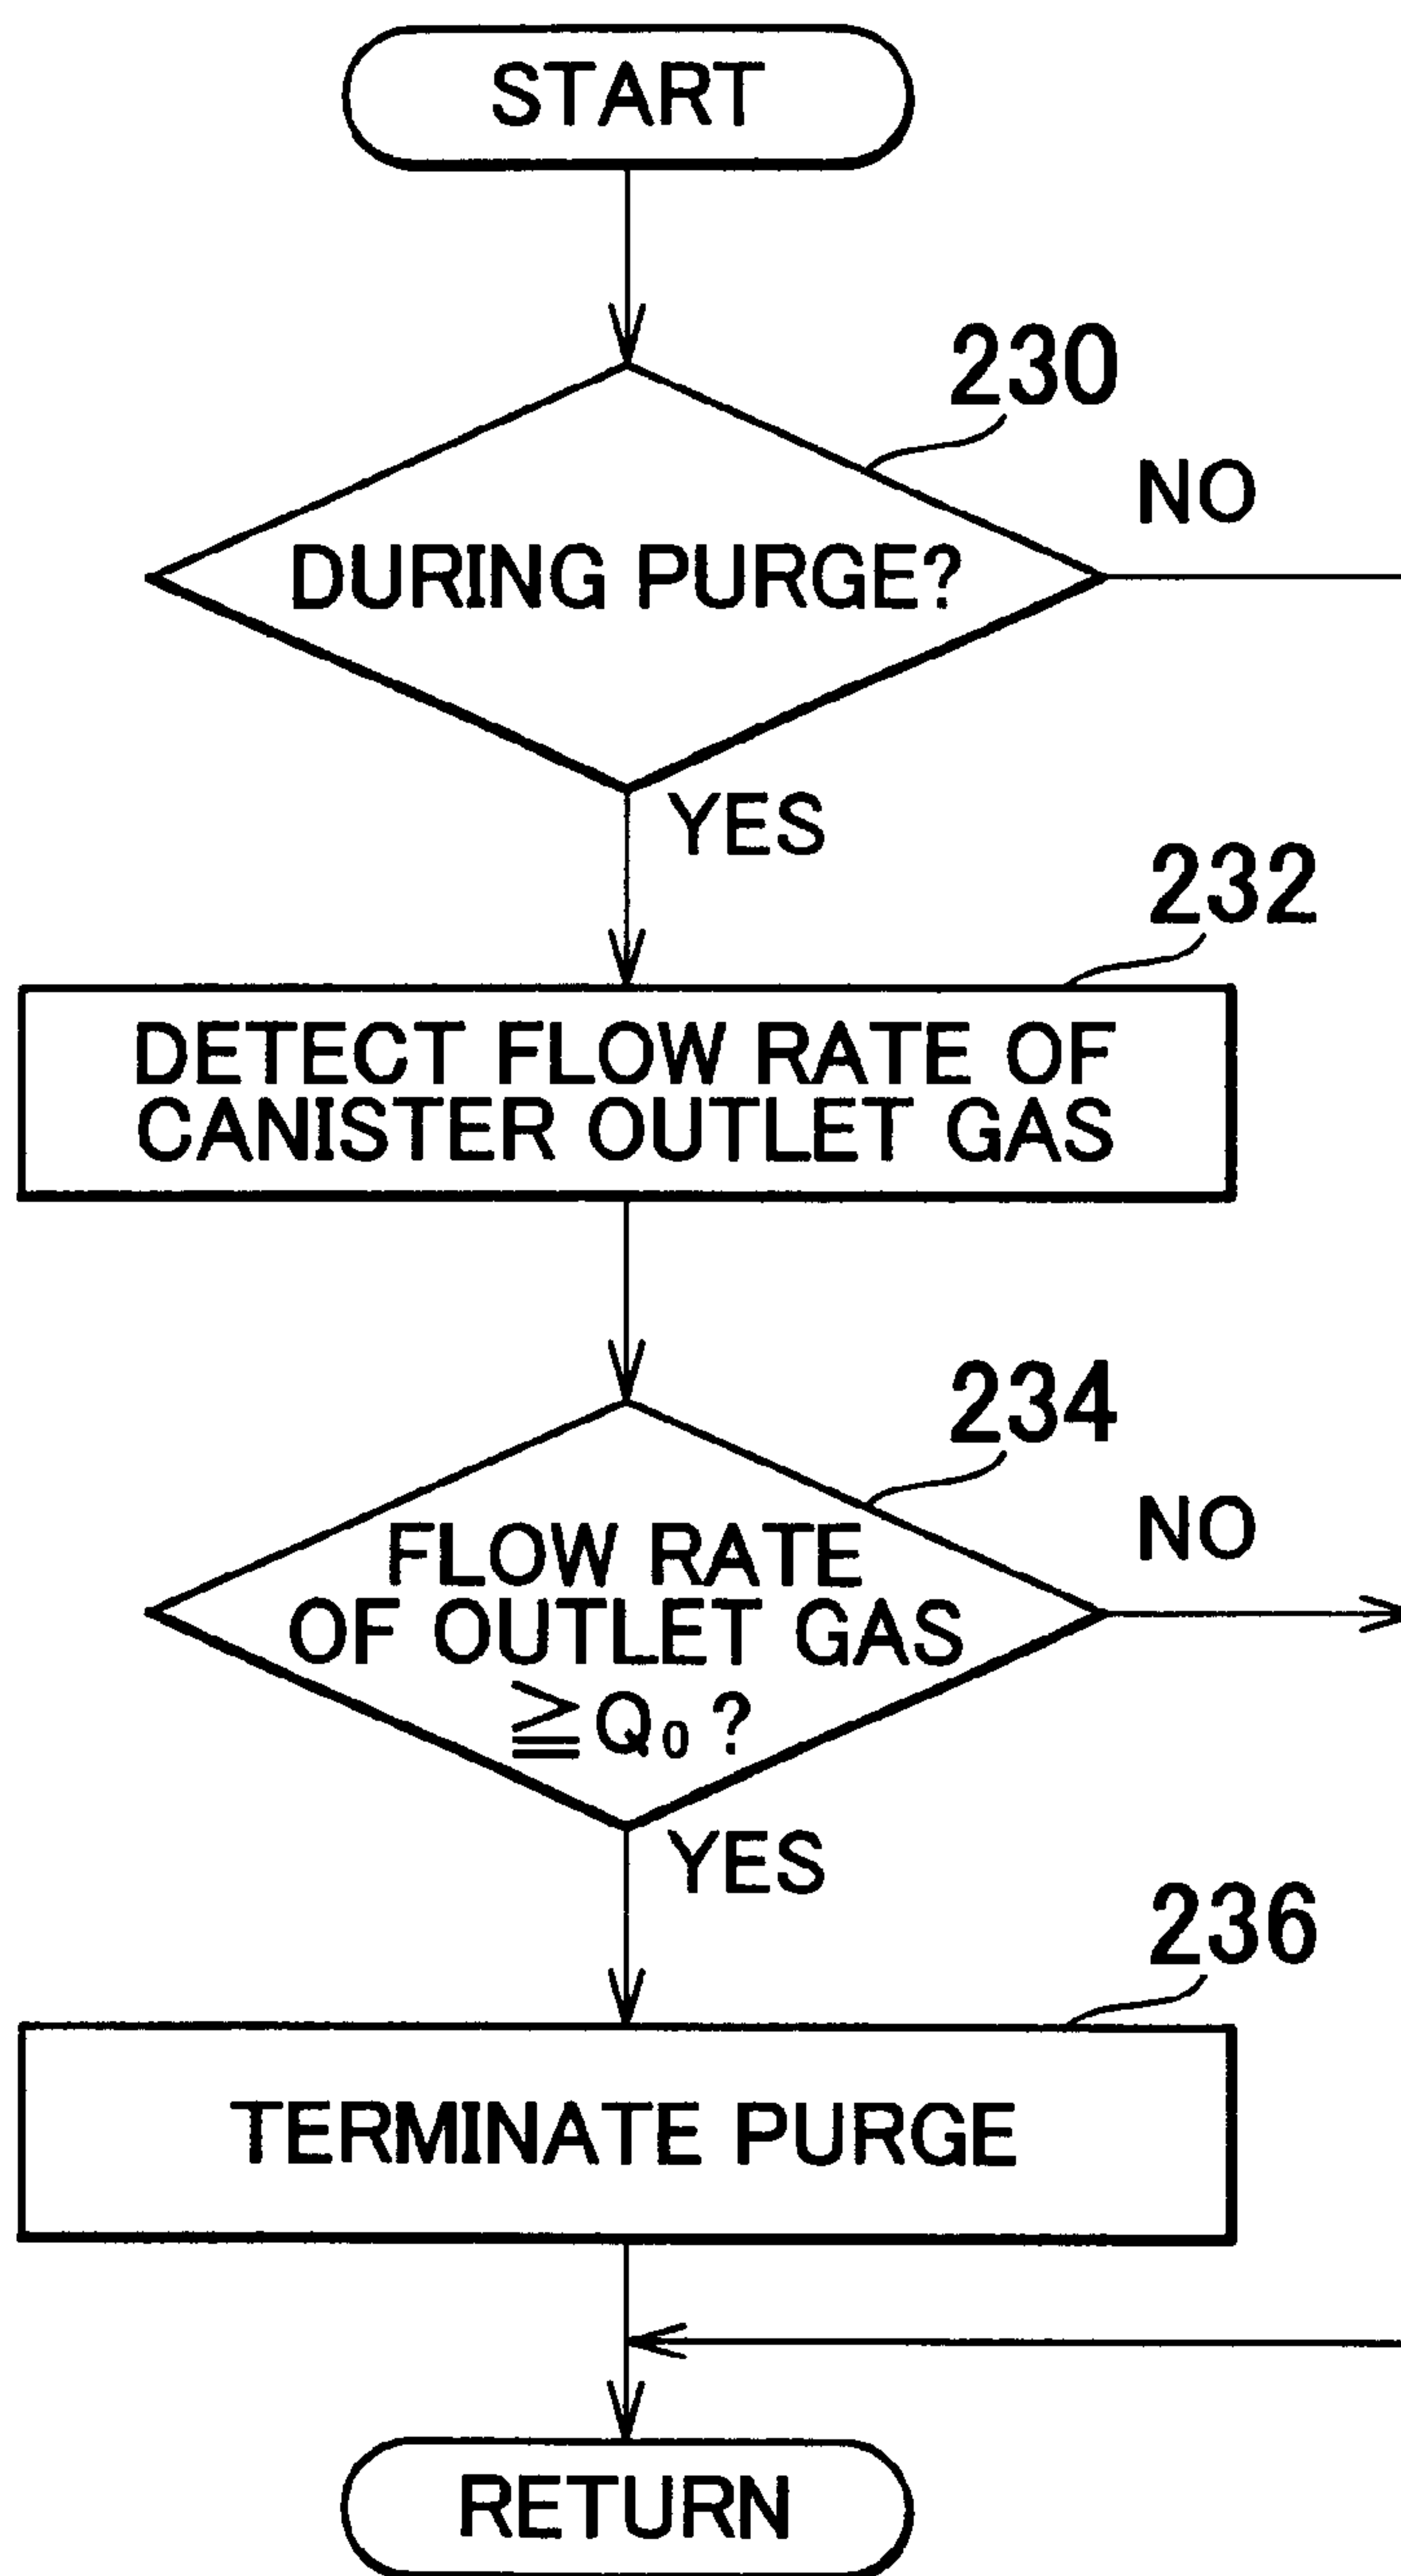 START
230
NO
DURING PURGE?
YES
232
DETECT FLOW RATE OF
CANISTER OUTLET GAS
234
NO
FLOW RATE
OF OUTLET GAS
≧Q₀ ?
YES
236
TERMINATE PURGE
RETURN